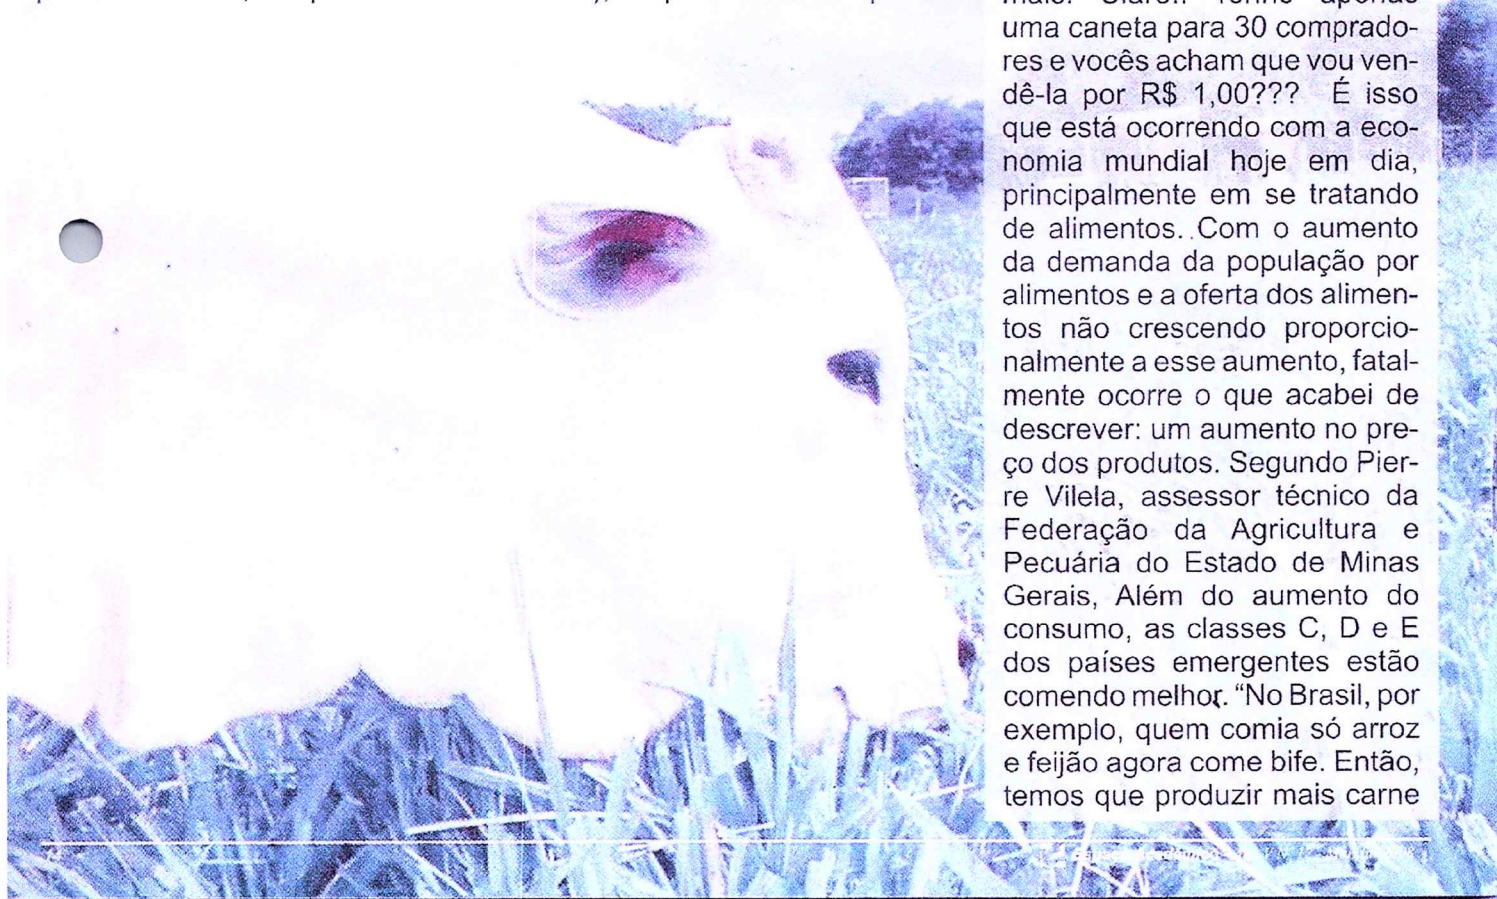 uma caneta para 30 comprado-
res e vocês acham que vou ven-
dê-la por R$ 1,00??? É isso
que está ocorrendo com a eco-
nomia mundial hoje em dia,
principalmente em se tratando
de alimentos. Com o aumento
da demanda da população por
alimentos e a oferta dos alimen-
tos não crescendo proporcio-
nalmente a esse aumento, fatal-
mente ocorre o que acabei de
descrever: um aumento no pre-
ço dos produtos. Segundo Pier-
re Vilela, assessor técnico da
Federação da Agricultura e
Pecuária do Estado de Minas
Gerais, Além do aumento do
consumo, as classes C, D e E
dos países emergentes estão
comendo melhor. “No Brasil, por
exemplo, quem comia só arroz
e feijão agora come bife. Então,
temos que produzir mais carne